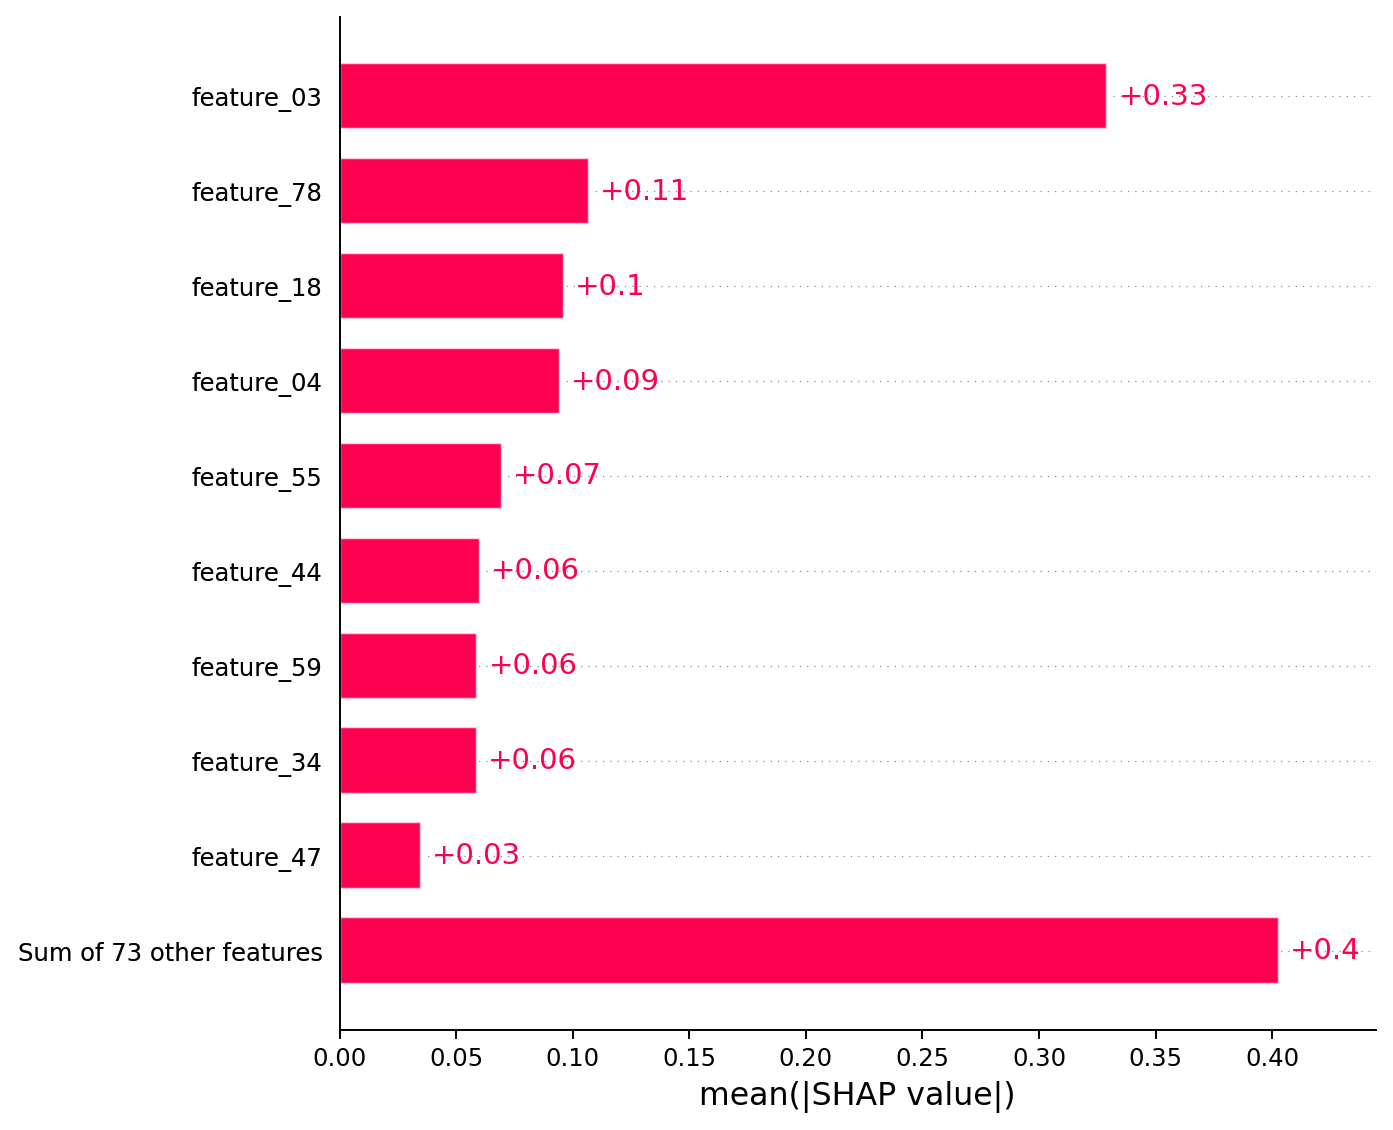 feature_03
+0.33
feature_78
+0.11
feature_18
+0.1
feature_04
+0.09
feature_55
+0.07
feature_44
+0.06
feature_59
+0.06
feature_34
+0.06
feature_47
+0.03
Sum of 73 other features
+0.4
0.00 0.05 0.10 0.15 0.20 0.25 0.30 0.35 0.40
mean(|SHAP value|)